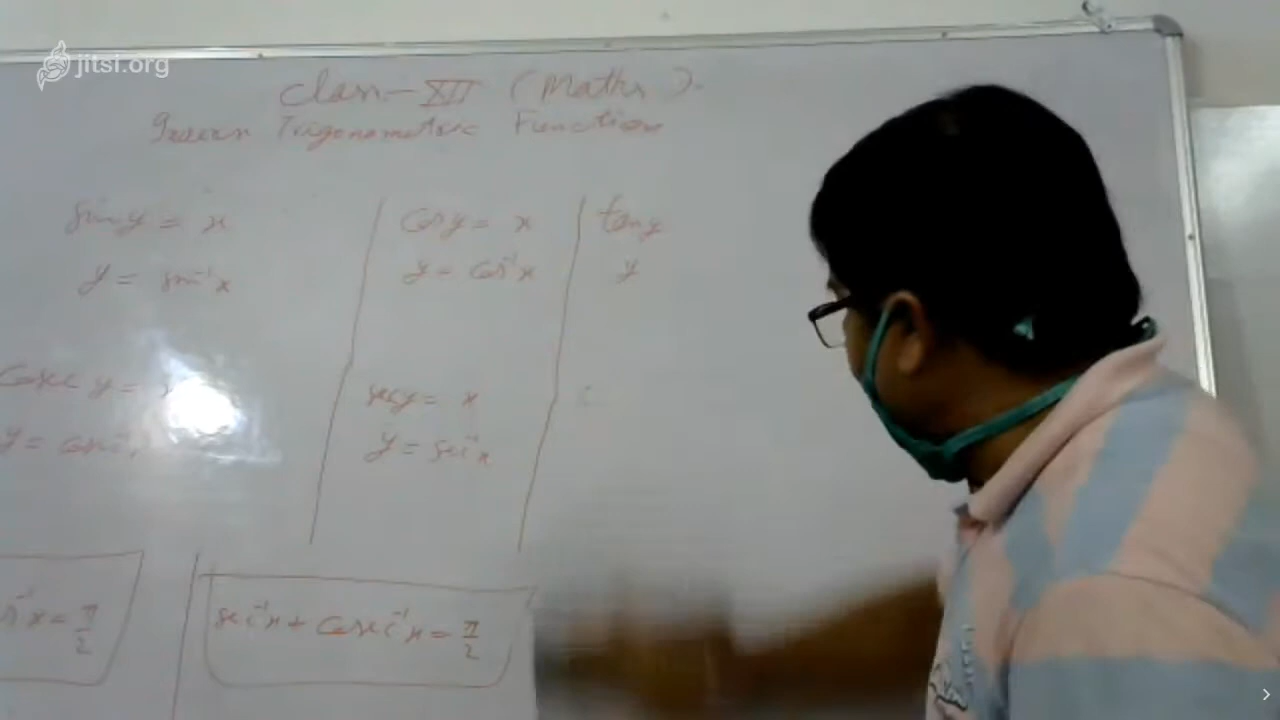 jitsi.org
Class - XII (Maths).
Inverse Trigonometric Function
sin y = x
y = sin⁻¹x
cos y = x
y = cos⁻¹x
tan y
y
Cosec y =
y =
sec y = x
y = sec⁻¹x
x = π/2
sec⁻¹x + Cosec⁻¹x = π/2